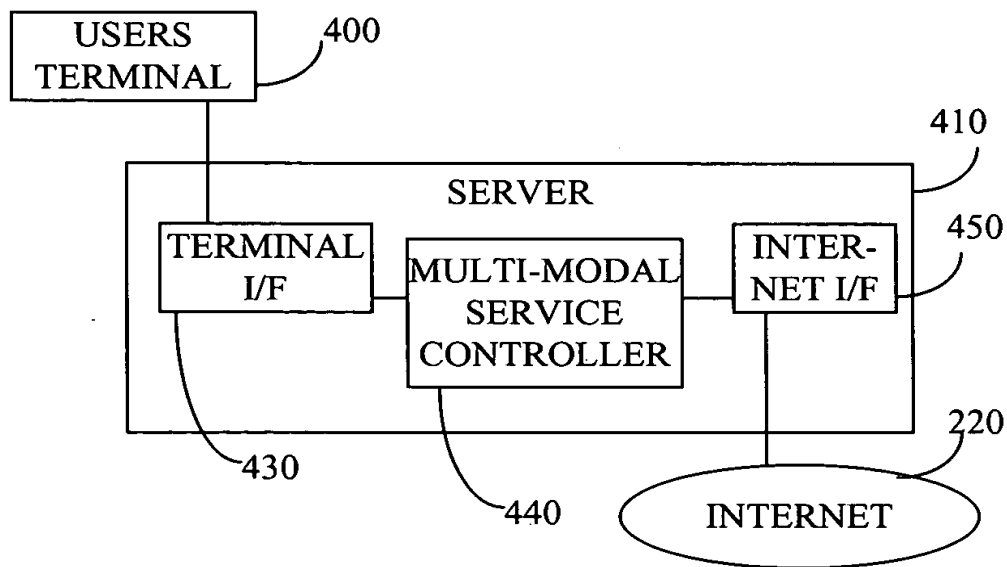 USERS
TERMINAL
400
410
SERVER
TERMINAL
I/F
MULTI-MODAL
SERVICE
CONTROLLER
INTER-
NET I/F
450
430
440
220
INTERNET